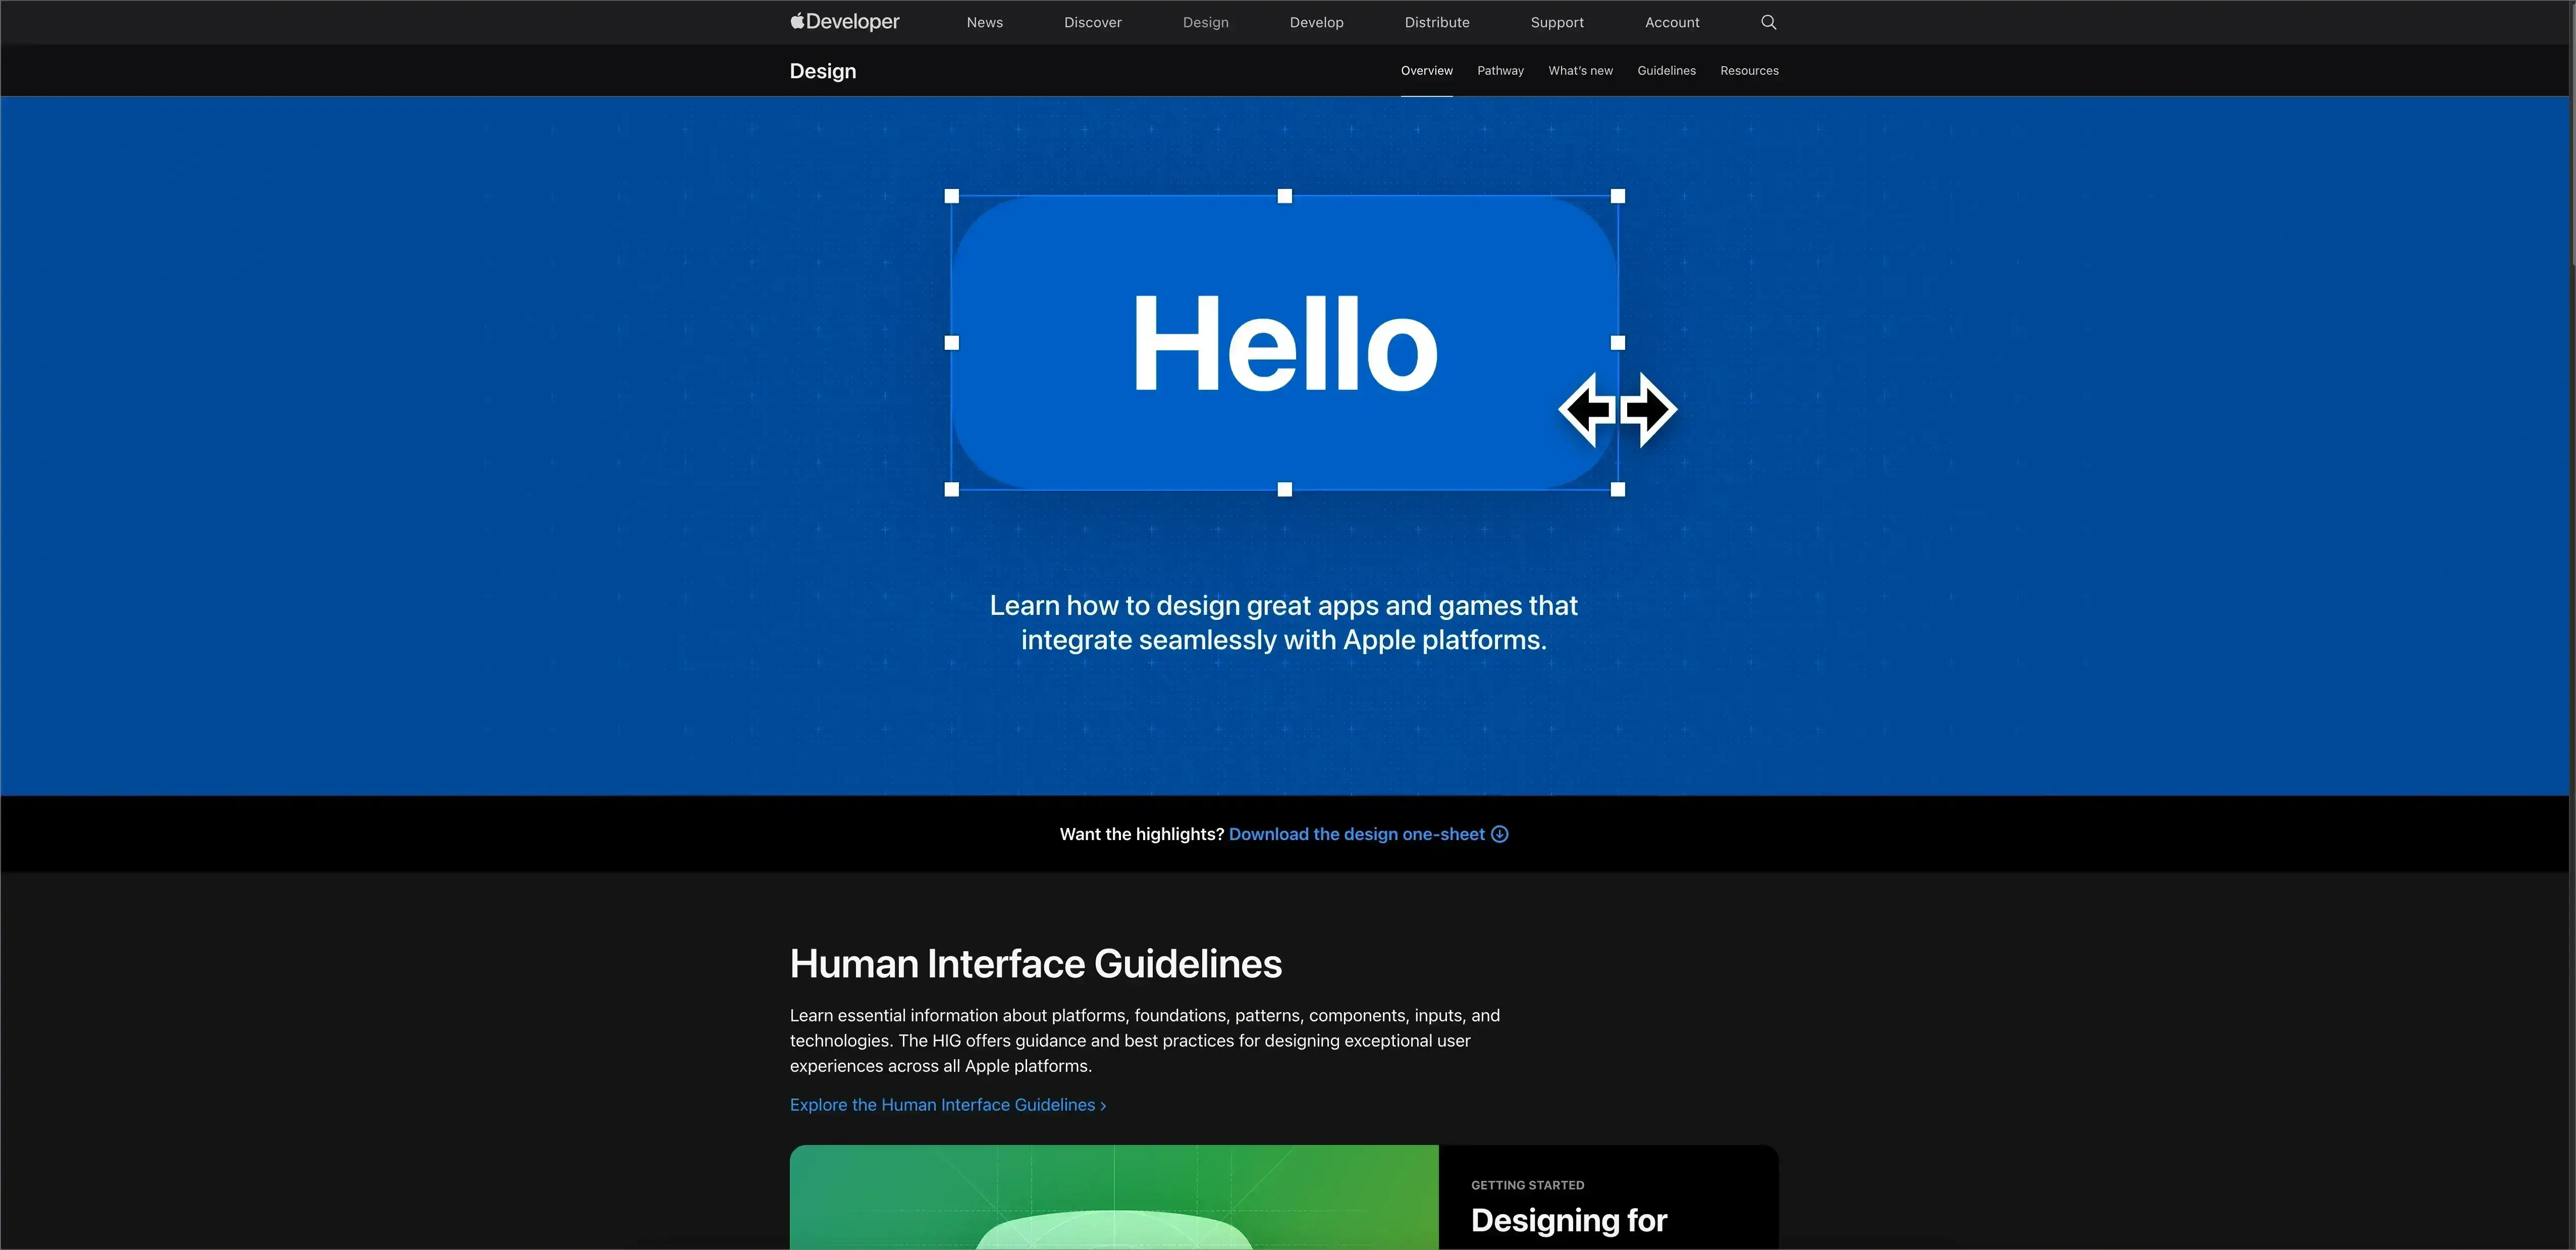 Developer
News
Discover
Design
Develop
Distribute
Support
Account
Design
Overview
Pathway
What's new
Guidelines
Resources
Hello
Learn how to design great apps and games that
integrate seamlessly with Apple platforms.
Want the highlights? Download the design one-sheet
Human Interface Guidelines
Learn essential information about platforms, foundations, patterns, components, inputs, and
technologies. The HIG offers guidance and best practices for designing exceptional user
experiences across all Apple platforms.
Explore the Human Interface Guidelines ›
GETTING STARTED
Designing for